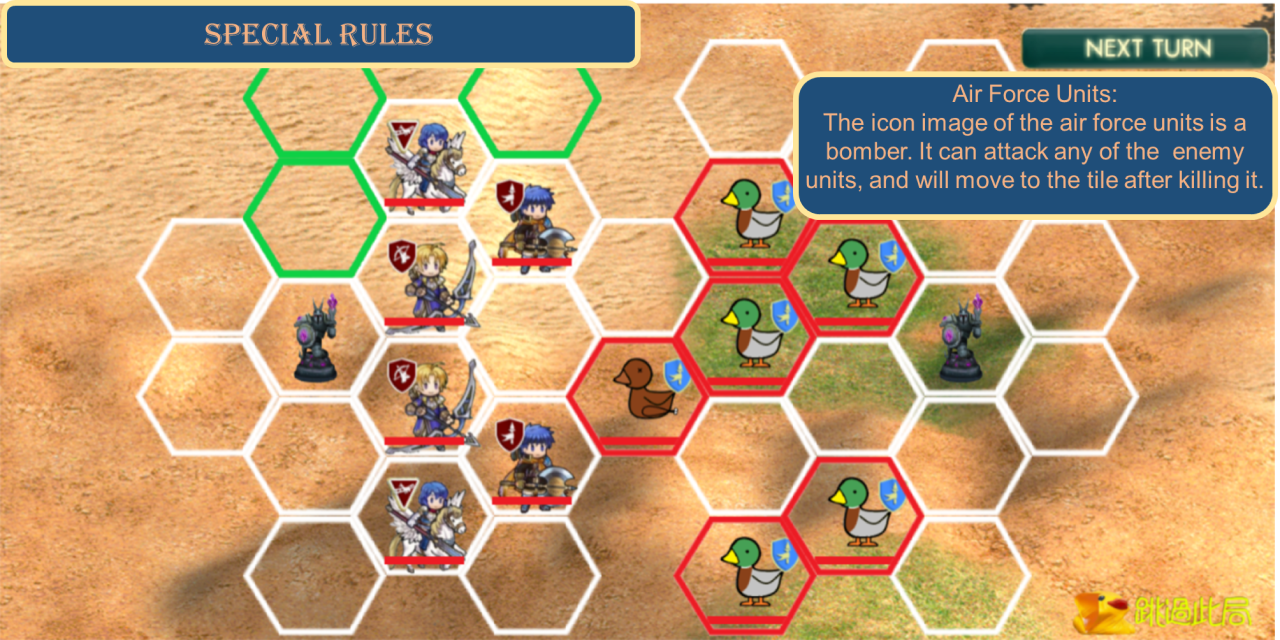 SPECIAL RULES
NEXT TURN
Air Force Units:
The icon image of the air force units is a
bomber. It can attack any of the enemy
units, and will move to the tile after killing it.
跳過此局